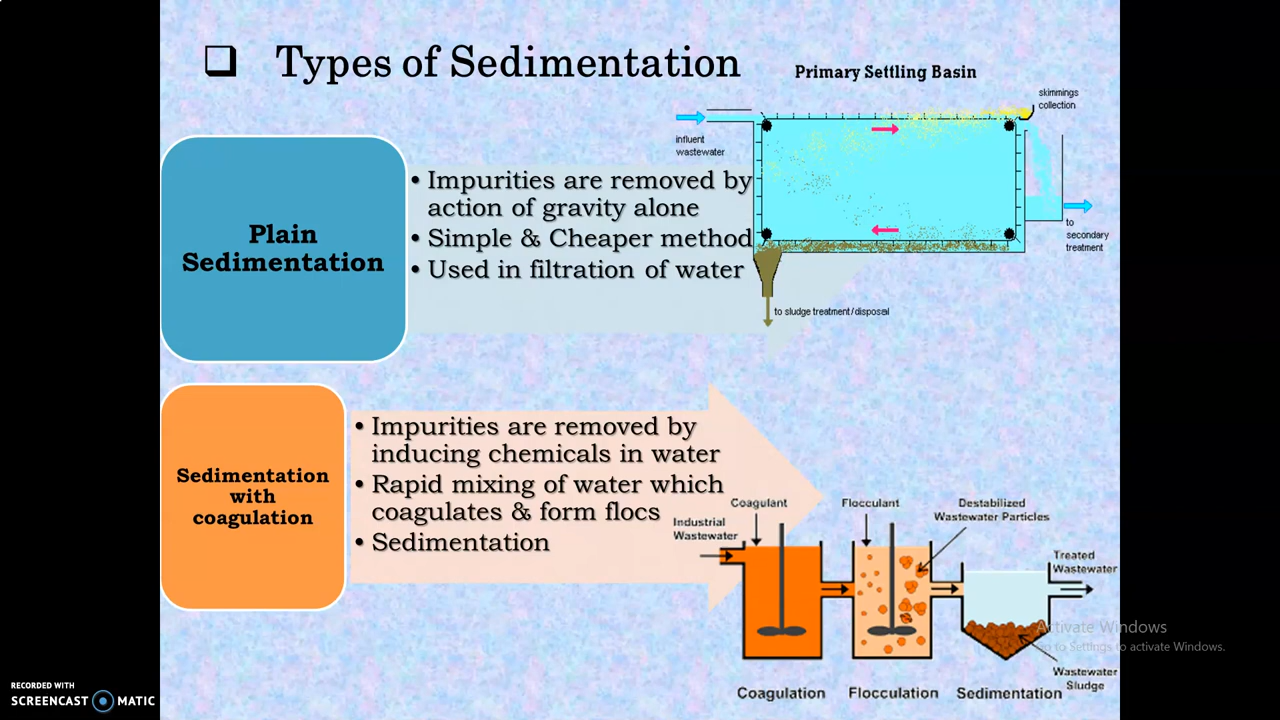 ❑ Types of Sedimentation
Primary Settling Basin
skimmings
collection
influent
wastewater
to
secondary
treatment
to sludge treatment/disposal
Plain
Sedimentation
• Impurities are removed by
action of gravity alone
• Simple & Cheaper method
• Used in filtration of water
Sedimentation
with
coagulation
• Impurities are removed by
inducing chemicals in water
• Rapid mixing of water which
coagulates & form flocs
• Sedimentation
Coagulant
Flocculant
Destabilized
Wastewater Particles
Industrial
Wastewater
Treated
Wastewater
Wastewater
Sludge
Coagulation
Flocculation
Sedimentation
Activate Windows
Go to Settings to activate Windows.
RECORDED WITH
SCREENCAST MATIC